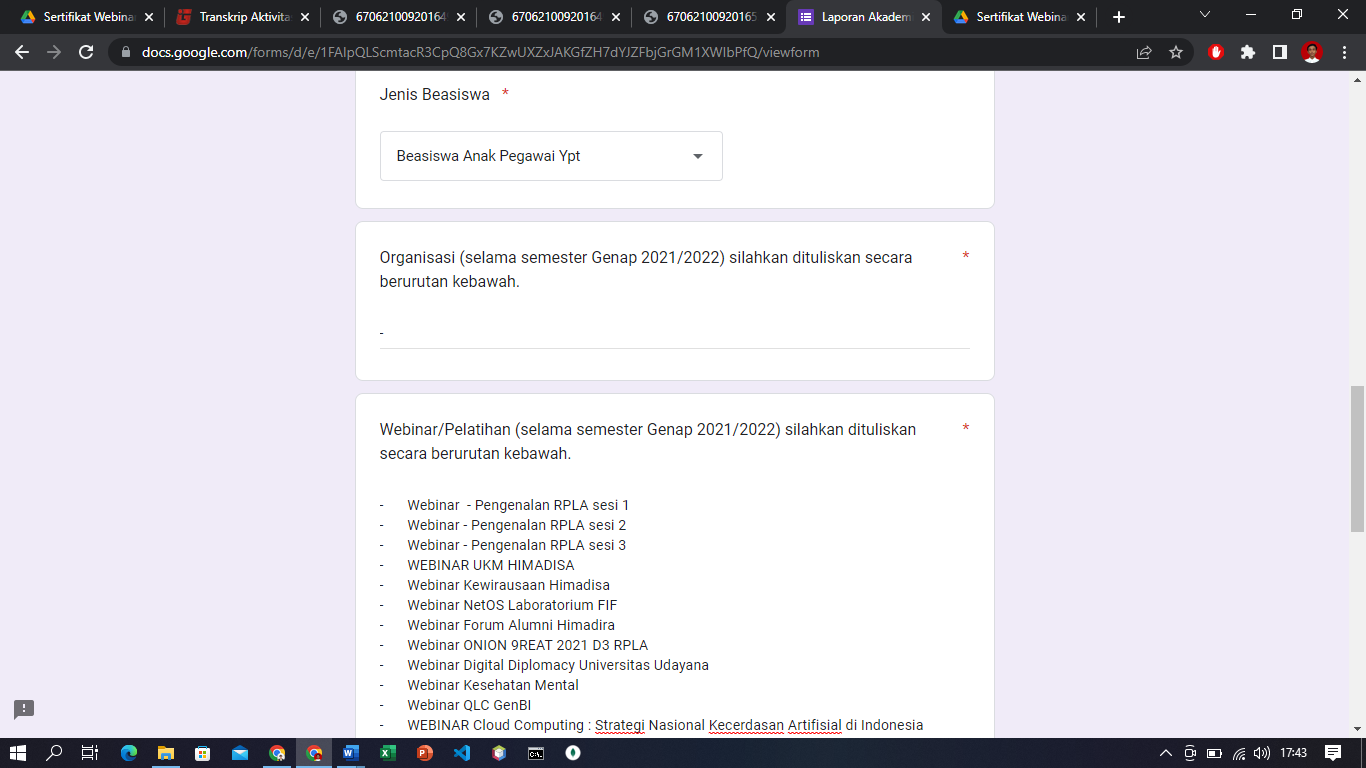 Sertifikat Webina
Transkrip Aktivita
67062100920164
67062100920164
67062100920165
Laporan Akadem
Sertifikat Webina
docs.google.com/forms/d/e/1FAIpQLScmtacR3CpQ8Gx7KZwUXZxJAKGfZH7dYJZFbjGrGM1XWIbPfQ/viewform
Jenis Beasiswa *
Beasiswa Anak Pegawai Ypt
Organisasi (selama semester Genap 2021/2022) silahkan dituliskan secara *
berurutan kebawah.
-
Webinar/Pelatihan (selama semester Genap 2021/2022) silahkan dituliskan *
secara berurutan kebawah.
- Webinar - Pengenalan RPLA sesi 1
- Webinar - Pengenalan RPLA sesi 2
- Webinar - Pengenalan RPLA sesi 3
- WEBINAR UKM HIMADISA
- Webinar Kewirausaan Himadisa
- Webinar NetOS Laboratorium FIF
- Webinar Forum Alumni Himadira
- Webinar ONION 9REAT 2021 D3 RPLA
- Webinar Digital Diplomacy Universitas Udayana
- Webinar Kesehatan Mental
- Webinar QLC GenBI
- WEBINAR Cloud Computing : Strategi Nasional Kecerdasan Artifisial di Indonesia
17:43